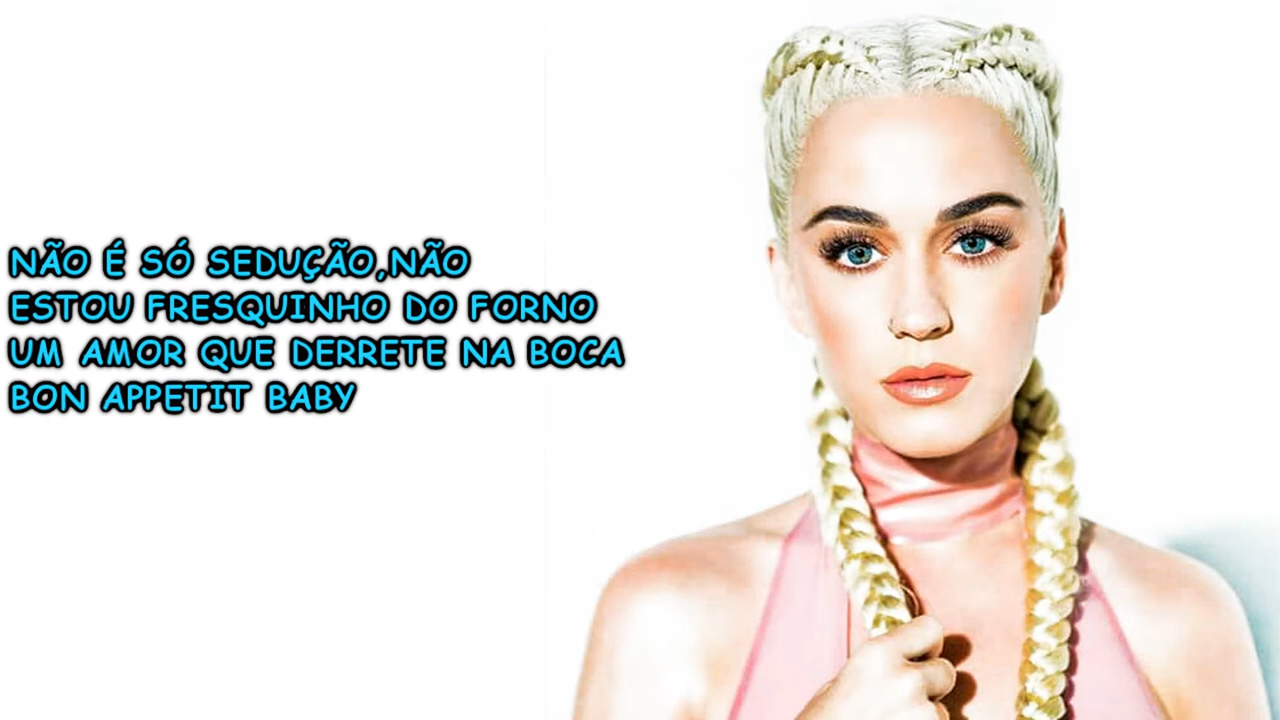 NÃO É SÓ SEDUÇÃO,NÃO
ESTOU FRESQUINHO DO FORNO
UM AMOR QUE DERRETE NA BOCA
BON APPETIT BABY